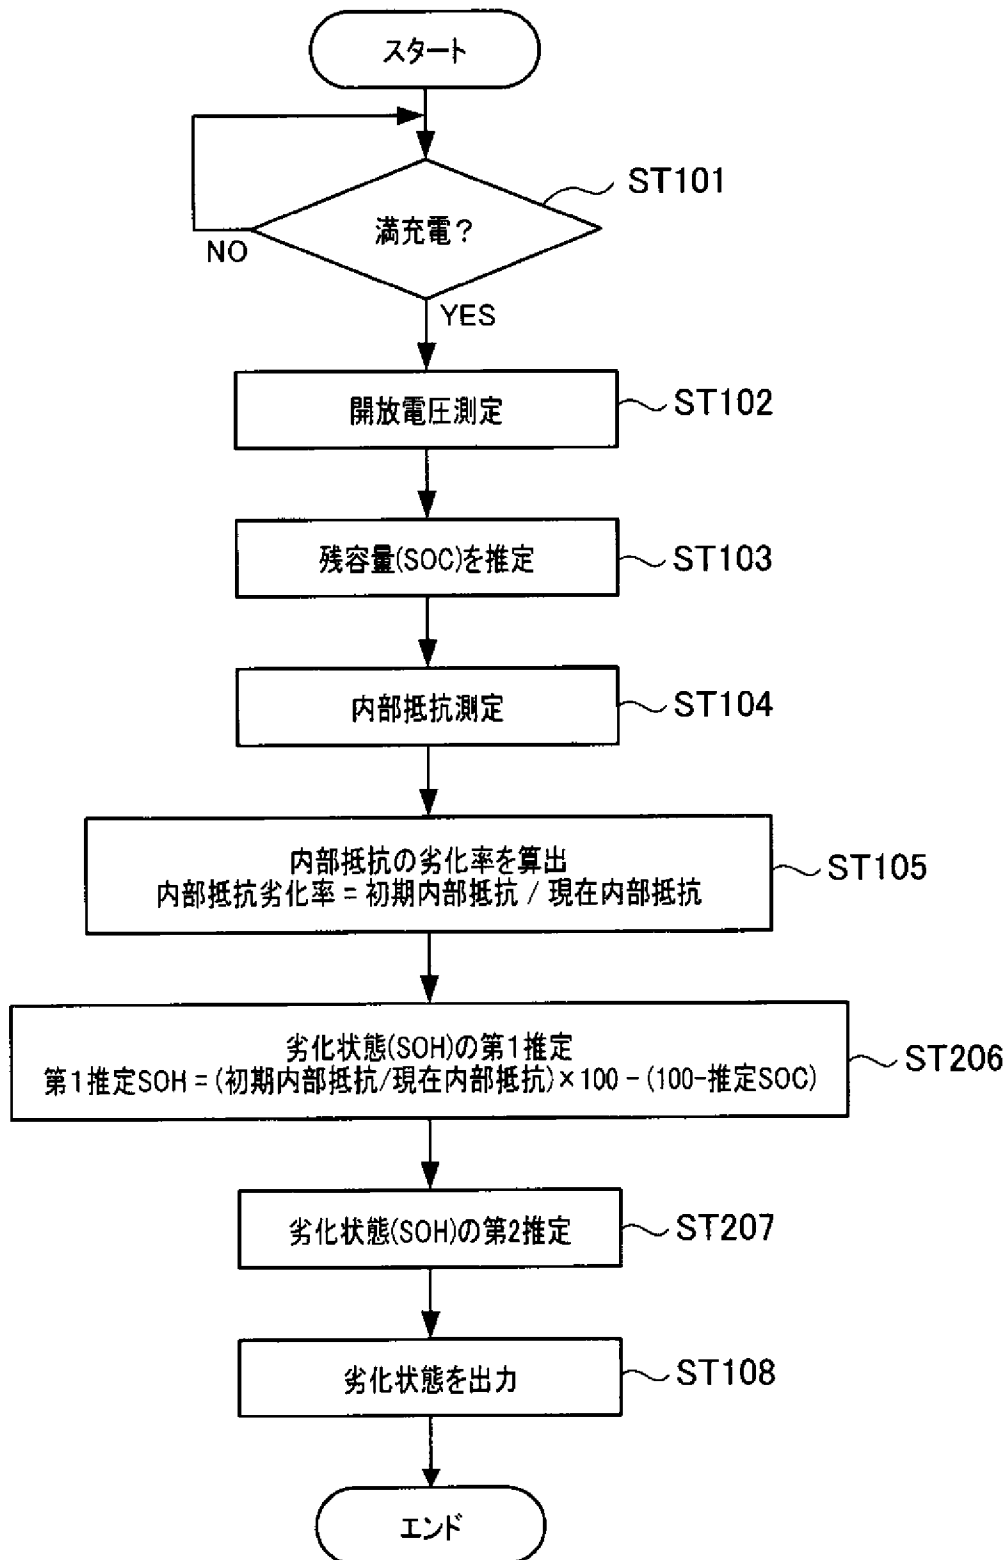 スタート
ST101
満充電?
NO
YES
開放電圧測定
ST102
残容量(SOC)を推定
ST103
内部抵抗測定
ST104
内部抵抗の劣化率を算出
内部抵抗劣化率 = 初期内部抵抗 / 現在内部抵抗
ST105
劣化状態(SOH)の第1推定
第1推定SOH = (初期内部抵抗/現在内部抵抗)×100 - (100-推定SOC)
ST206
劣化状態(SOH)の第2推定
ST207
劣化状態を出力
ST108
エンド